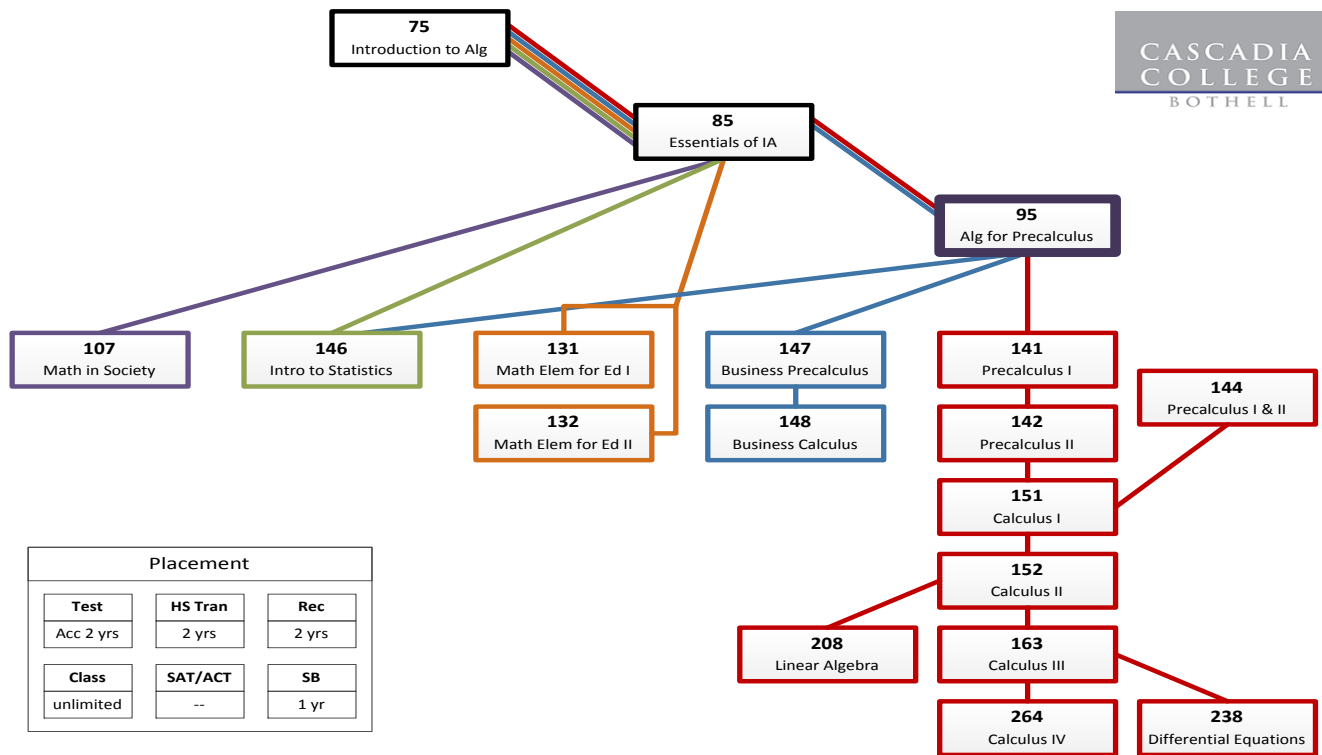 75
Introduction to Alg
CASCADIA
COLLEGE
BOTHELL
85
Essentials of IA
95
Alg for Precalculus
107
Math in Society
146
Intro to Statistics
131
Math Elem for Ed I
147
Business Precalculus
141
Precalculus I
144
Precalculus I & II
132
Math Elem for Ed II
148
Business Calculus
142
Precalculus II
151
Calculus I
152
Calculus II
208
Linear Algebra
163
Calculus III
264
Calculus IV
238
Differential Equations
Placement
Test
Acc 2 yrs
HS Tran
2 yrs
Rec
2 yrs
Class
unlimited
SAT/ACT
--
SB
1 yr